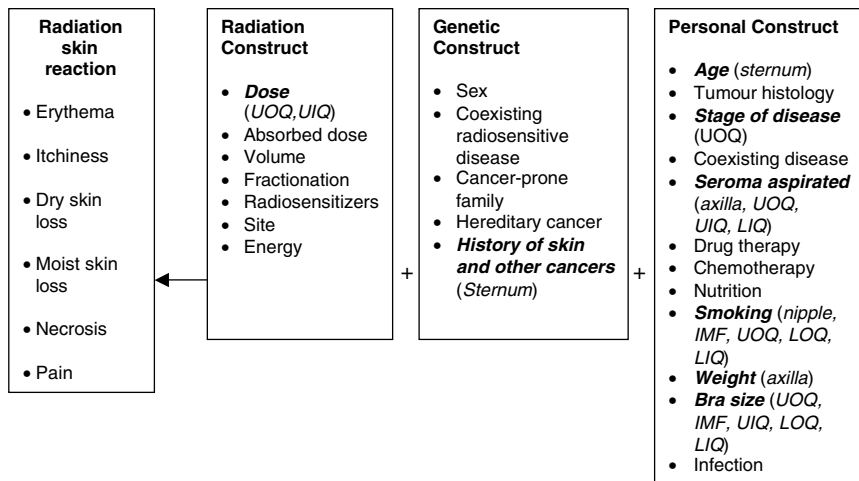 Radiation
skin
reaction
• Erythema
• Itchiness
• Dry skin
loss
• Moist skin
loss
• Necrosis
• Pain
Radiation
Construct
• Dose
(UOQ,UIQ)
• Absorbed dose
• Volume
• Fractionation
• Radiosensitizers
• Site
• Energy
+
Genetic
Construct
• Sex
• Coexisting
radiosensitive
disease
• Cancer-prone
family
• Hereditary cancer
• History of skin
and other cancers
(Sternum)
+
Personal Construct
• Age (sternum)
• Tumour histology
• Stage of disease
(UOQ)
• Coexisting disease
• Seroma aspirated
(axilla, UOQ,
UIQ, LIQ)
• Drug therapy
• Chemotherapy
• Nutrition
• Smoking (nipple,
IMF, UOQ, LOQ,
LIQ)
• Weight (axilla)
• Bra size (UOQ,
IMF, UIQ, LOQ,
LIQ)
• Infection